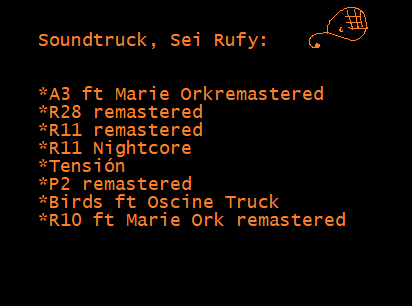 Soundtruck, Sei Rufy:
*A3 ft Marie Orkremastered
*R28 remastered
*R11 remastered
*R11 Nightcore
*Tensión
*P2 remastered
*Birds ft Oscine Truck
*R10 ft Marie Ork remastered